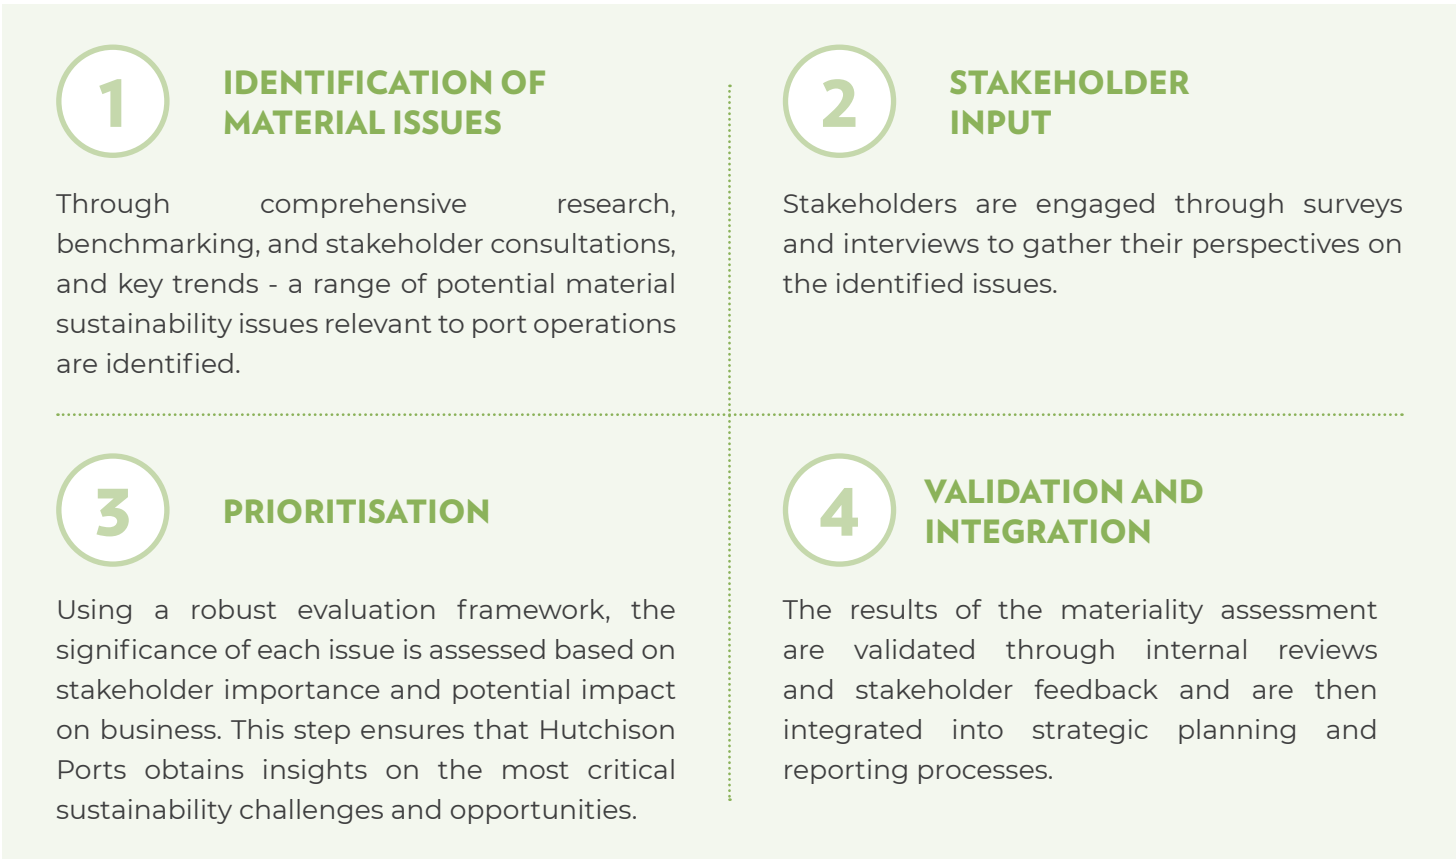 1
IDENTIFICATION OF
MATERIAL ISSUES
Through comprehensive research,
benchmarking, and stakeholder consultations,
and key trends - a range of potential material
sustainability issues relevant to port operations
are identified.
2
STAKEHOLDER
INPUT
Stakeholders are engaged through surveys
and interviews to gather their perspectives on
the identified issues.
3
PRIORITISATION
Using a robust evaluation framework, the
significance of each issue is assessed based on
stakeholder importance and potential impact
on business. This step ensures that Hutchison
Ports obtains insights on the most critical
sustainability challenges and opportunities.
4
VALIDATION AND
INTEGRATION
The results of the materiality assessment
are validated through internal reviews
and stakeholder feedback and are then
integrated into strategic planning and
reporting processes.